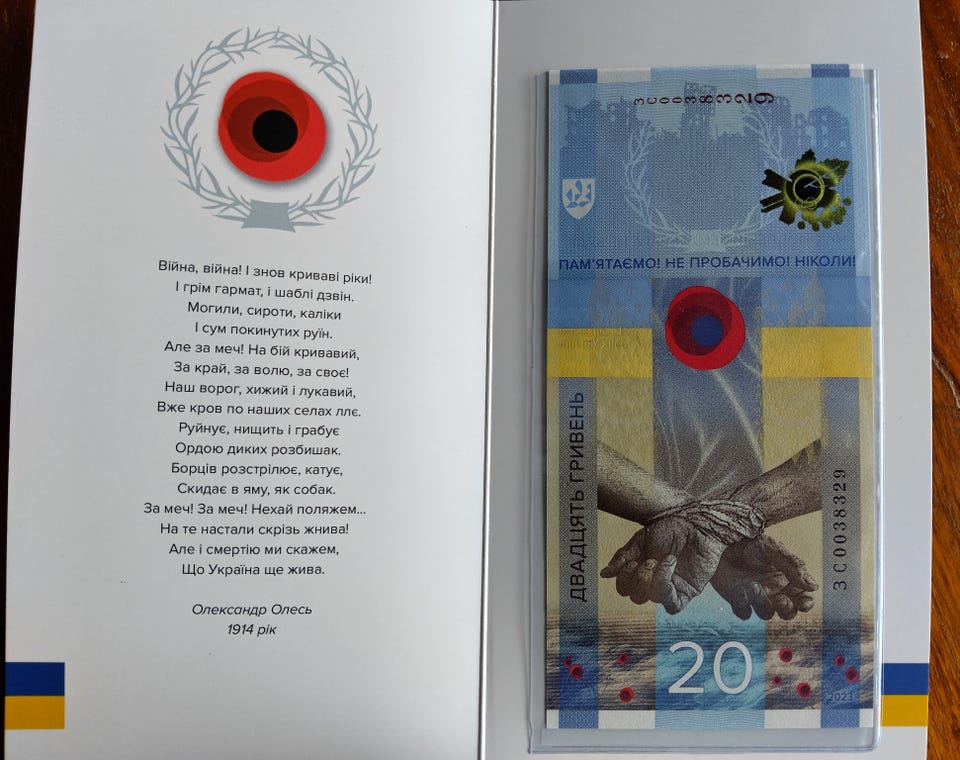 Війна, війна! І знов криваві ріки!
І грім гармат, і шаблі дзвін.
Могили, сироти, каліки
І сум покинутих руїн.
Але за меч! На бій кривавий,
За край, за волю, за своє!
Наш ворог, хижий і лукавий,
Вже кров по наших селах ллє.
Руйнує, нищить і грабує
Ордою диких розбишак.
Борців розстрілює, катує,
Скидає в яму, як собак.
За меч! За меч! Нехай поляжем...
На те настали скрізь жнива!
Але і смертію ми скажем,
Що Україна ще жива.
Олександр Олесь
1914 рік
ЗС0038329
ПАМ'ЯТАЄМО! НЕ ПРОБАЧИМО! НІКОЛИ!
ДВАДЦЯТЬ ГРИВЕНЬ
ЗС0038329
20
2023